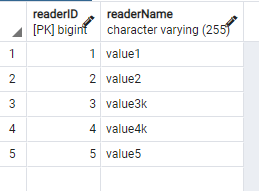 readerID readerName
[PK] bigint character varying (255)
1 1 value1
2 2 value2
3 3 value3k
4 4 value4k
5 5 value5